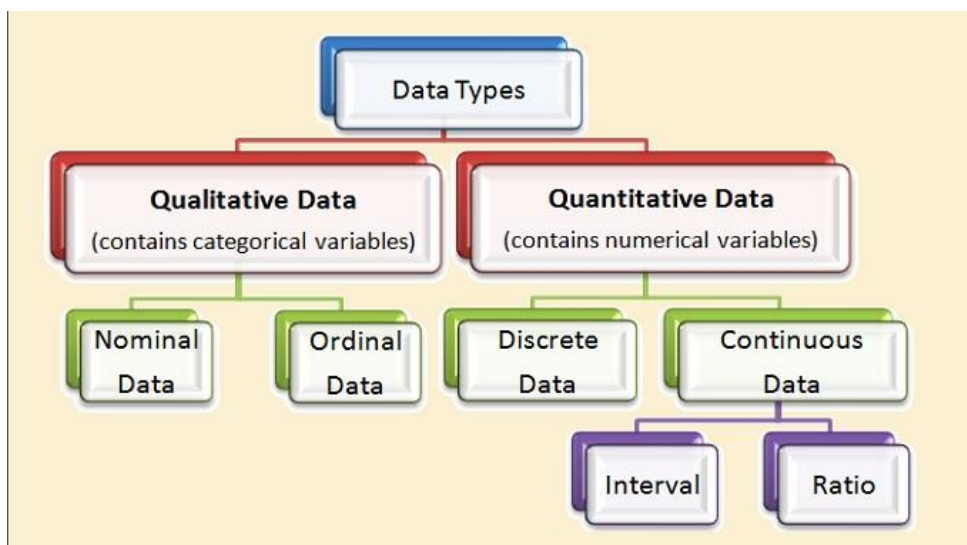 Data Types
Qualitative Data
(contains categorical variables)
Quantitative Data
(contains numerical variables)
Nominal
Data
Ordinal
Data
Discrete
Data
Continuous
Data
Interval
Ratio